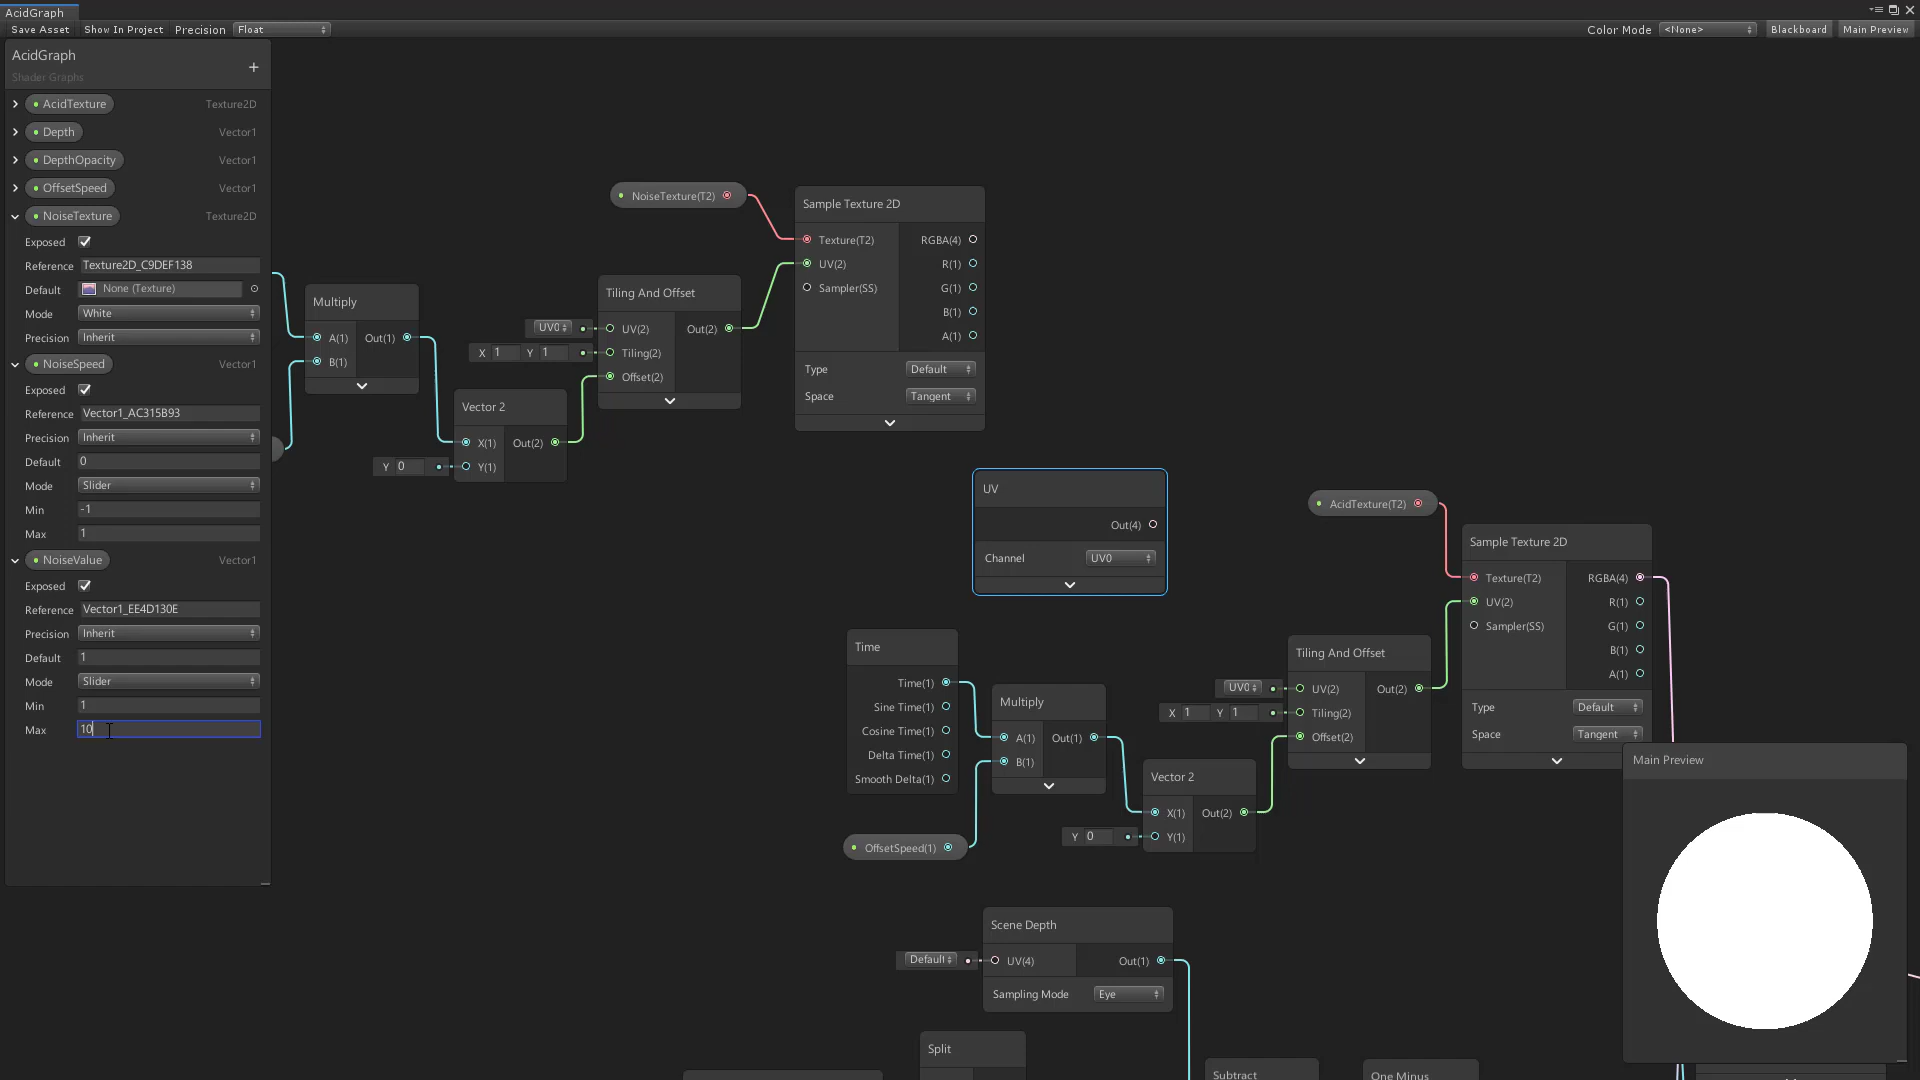 AcidGraph
Save Asset Show In Project Precision Float Color Mode <None> Blackboard Main Preview
AcidGraph
Shader Graphs
+
AcidTexture Texture2D
Depth Vector1
DepthOpacity Vector1
OffsetSpeed Vector1
NoiseTexture Texture2D
Exposed
Reference Texture2D_C9DEF138
Default None (Texture)
Mode White
Precision Inherit
NoiseSpeed Vector1
Exposed
Reference Vector1_AC315B93
Precision Inherit
Default 0
Mode Slider
Min -1
Max 1
NoiseValue Vector1
Exposed
Reference Vector1_EE4D130E
Precision Inherit
Default 1
Mode Slider
Min 1
Max 10
Multiply
A(1) Out(1)
B(1)
Vector 2
X(1) Out(2)
Y 0 Y(1)
Tiling And Offset
UV0 UV(2) Out(2)
X 1 Y 1 Tiling(2)
Offset(2)
NoiseTexture(T2)
Sample Texture 2D
Texture(T2) RGBA(4)
UV(2) R(1)
Sampler(SS) G(1)
B(1)
A(1)
Type Default
Space Tangent
UV
Out(4)
Channel UV0
AcidTexture(T2)
Sample Texture 2D
Texture(T2) RGBA(4)
UV(2) R(1)
Sampler(SS) G(1)
B(1)
A(1)
Type Default
Space Tangent
Time
Time(1)
Sine Time(1)
Cosine Time(1)
Delta Time(1)
Smooth Delta(1)
OffsetSpeed(1)
Multiply
A(1) Out(1)
B(1)
Vector 2
X(1) Out(2)
Y 0 Y(1)
Tiling And Offset
UV0 UV(2) Out(2)
X 1 Y 1 Tiling(2)
Offset(2)
Main Preview
Scene Depth
Default UV(4) Out(1)
Sampling Mode Eye
Split
Subtract
One Minus